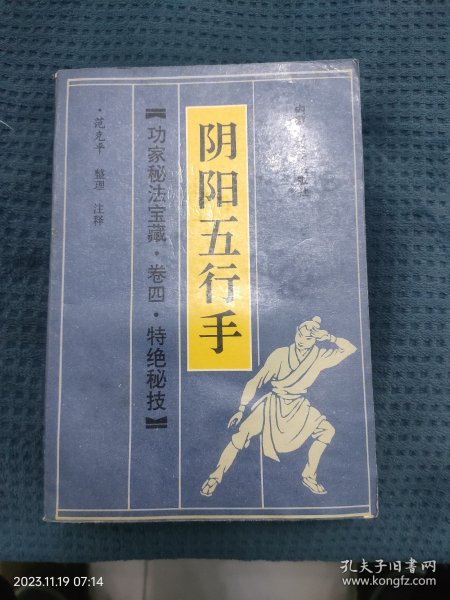 阴阳五行手
【功家秘法宝藏·卷四·特绝秘技】
·范克平 整理 注释
2023.11.19 07:14
孔夫子旧书网
www.kongfz.com